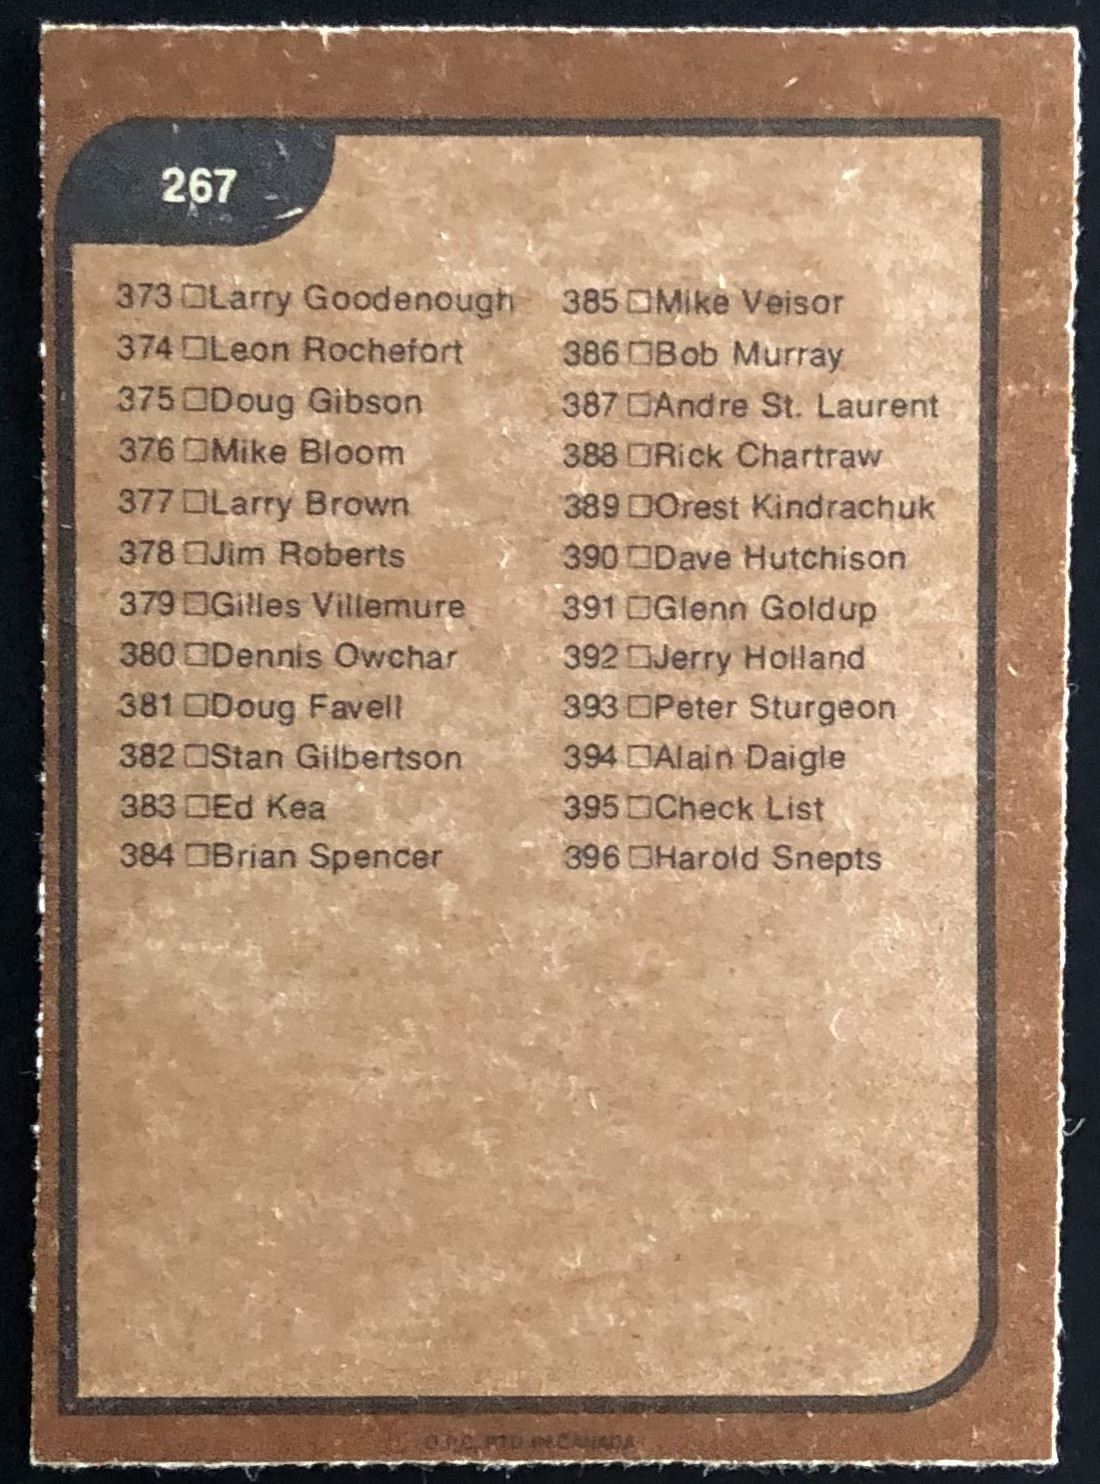 267
373 □Larry Goodenough
374 □Leon Rochefort
375 □Doug Gibson
376 □Mike Bloom
377 □Larry Brown
378 □Jim Roberts
379 □Gilles Villemure
380 □Dennis Owchar
381 □Doug Favell
382 □Stan Gilbertson
383 □Ed Kea
384 □Brian Spencer
385 □Mike Veisor
386 □Bob Murray
387 □Andre St. Laurent
388 □Rick Chartraw
389 □Orest Kindrachuk
390 □Dave Hutchison
391 □Glenn Goldup
392 □Jerry Holland
393 □Peter Sturgeon
394 □Alain Daigle
395 □Check List
396 □Harold Snepts
O.P.C. PTD. IN CANADA